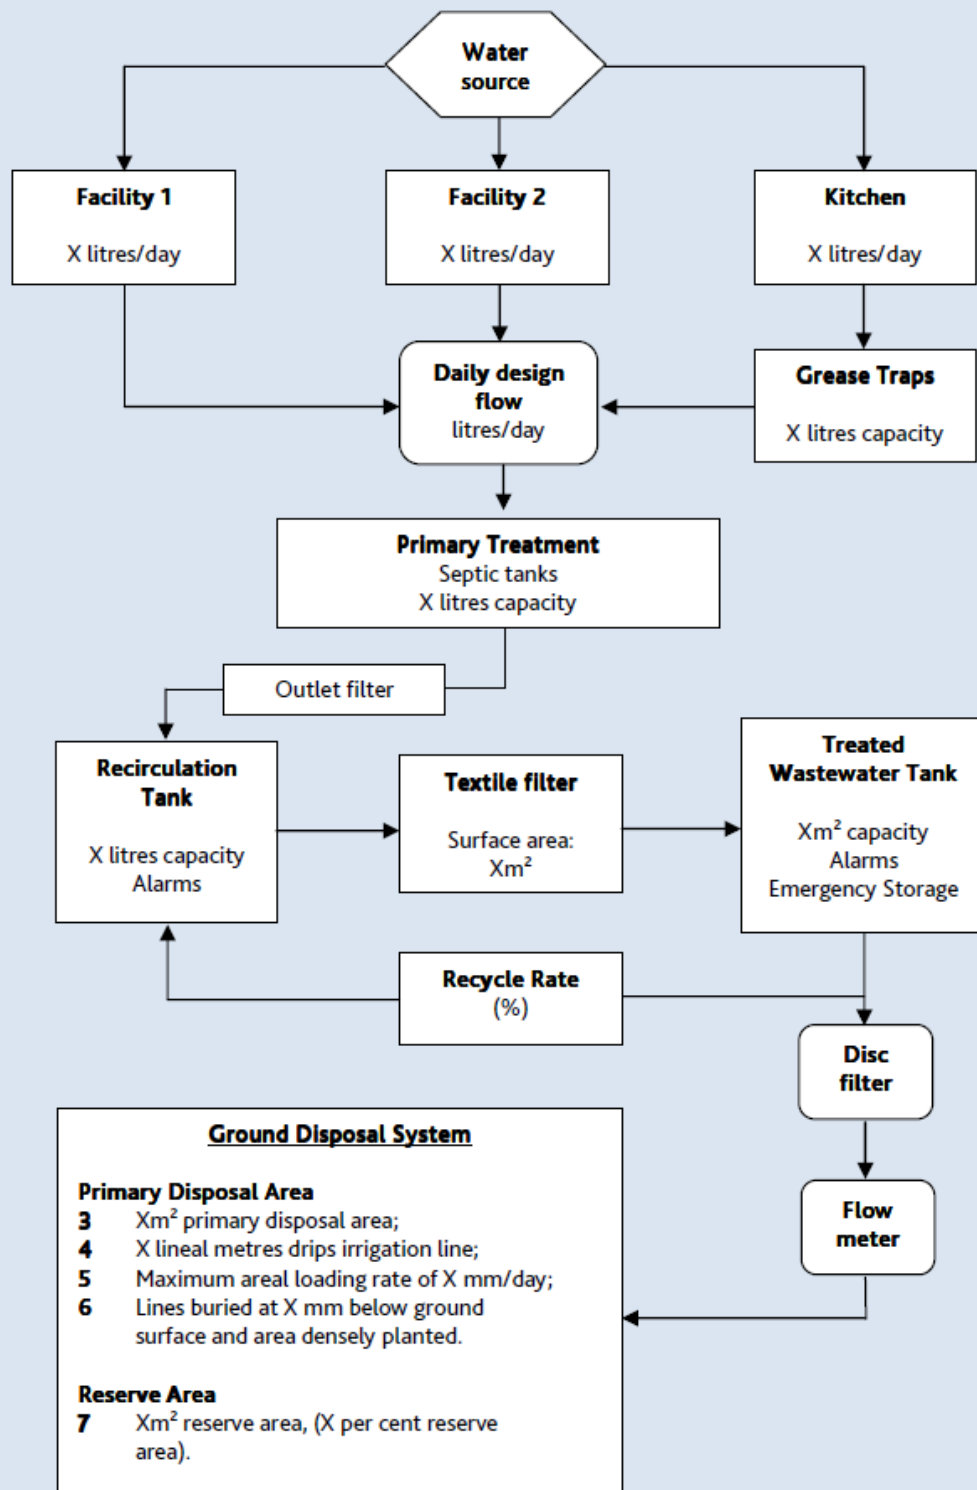 Water
source
Facility 1
X litres/day
Facility 2
X litres/day
Kitchen
X litres/day
Daily design
flow
litres/day
Grease Traps
X litres capacity
Primary Treatment
Septic tanks
X litres capacity
Outlet filter
Recirculation
Tank
X litres capacity
Alarms
Textile filter
Surface area:
Xm²
Treated
Wastewater Tank
Xm² capacity
Alarms
Emergency Storage
Recycle Rate
(%)
Disc
filter
Flow
meter
Ground Disposal System
Primary Disposal Area
3 Xm² primary disposal area;
4 X lineal metres drips irrigation line;
5 Maximum areal loading rate of X mm/day;
6 Lines buried at X mm below ground
surface and area densely planted.
Reserve Area
7 Xm² reserve area, (X per cent reserve
area).